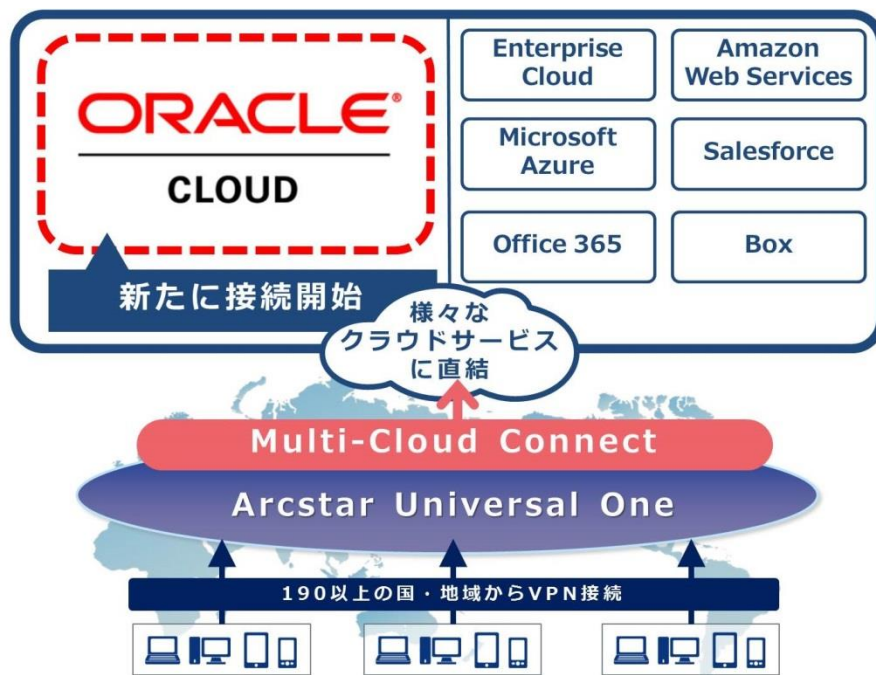 ORACLE®
CLOUD
新たに接続開始
Enterprise
Cloud
Amazon
Web Services
Microsoft
Azure
Salesforce
Office 365
Box
様々な
クラウドサービス
に直結
Multi-Cloud Connect
Arcstar Universal One
190以上の国・地域からVPN接続